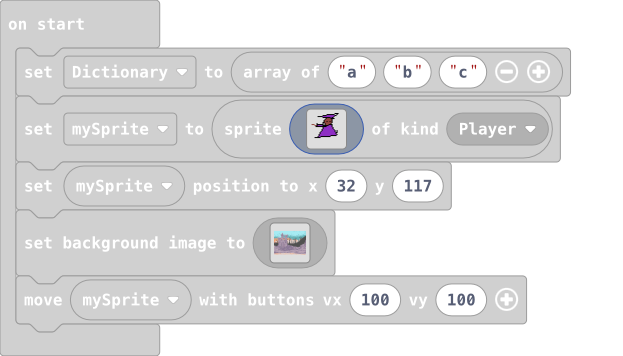 on start
set Dictionary to array of "a" "b" "c"
set mySprite to sprite of kind Player
set mySprite position to x 32 y 117
set background image to
move mySprite with buttons vx 100 vy 100